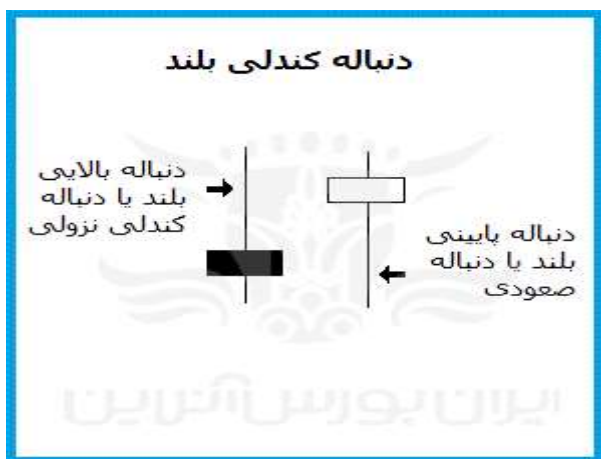 دنباله کندلی بلند
دنباله بالایی
بلند یا دنباله
کندلی نزولی
دنباله پایینی
بلند یا دنباله
صعودی
ایران بورس آنلاین